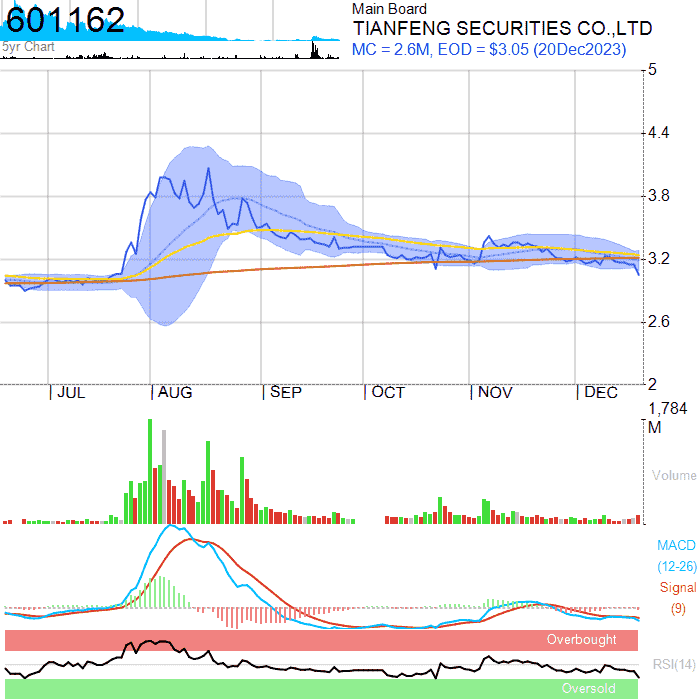 601162
5yr Chart
Main Board
TIANFENG SECURITIES CO.,LTD
MC = 2.6M, EOD = $3.05 (20Dec2023)
5
4.4
3.8
3.2
2.6
2
JUL AUG SEP OCT NOV DEC
1,784
M
Volume
MACD
(12-26)
Signal
(9)
Overbought
RSI(14)
Oversold